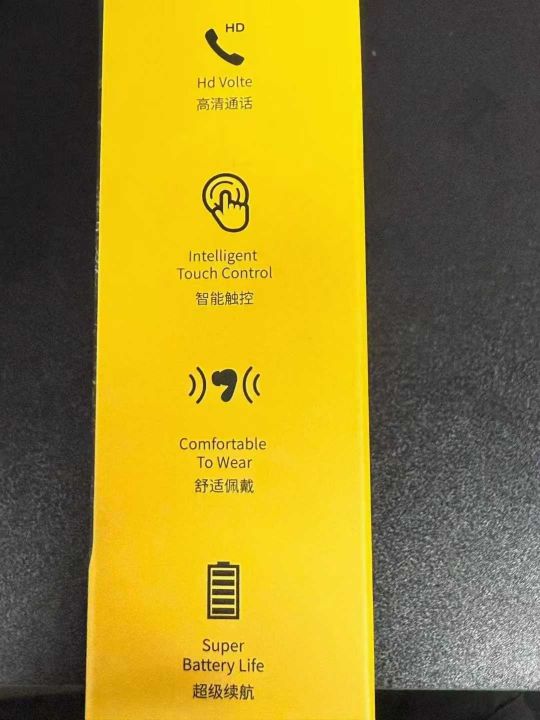 HD
Hd Volte
高清通话
Intelligent
Touch Control
智能触控
Comfortable
To Wear
舒适佩戴
Super
Battery Life
超级续航